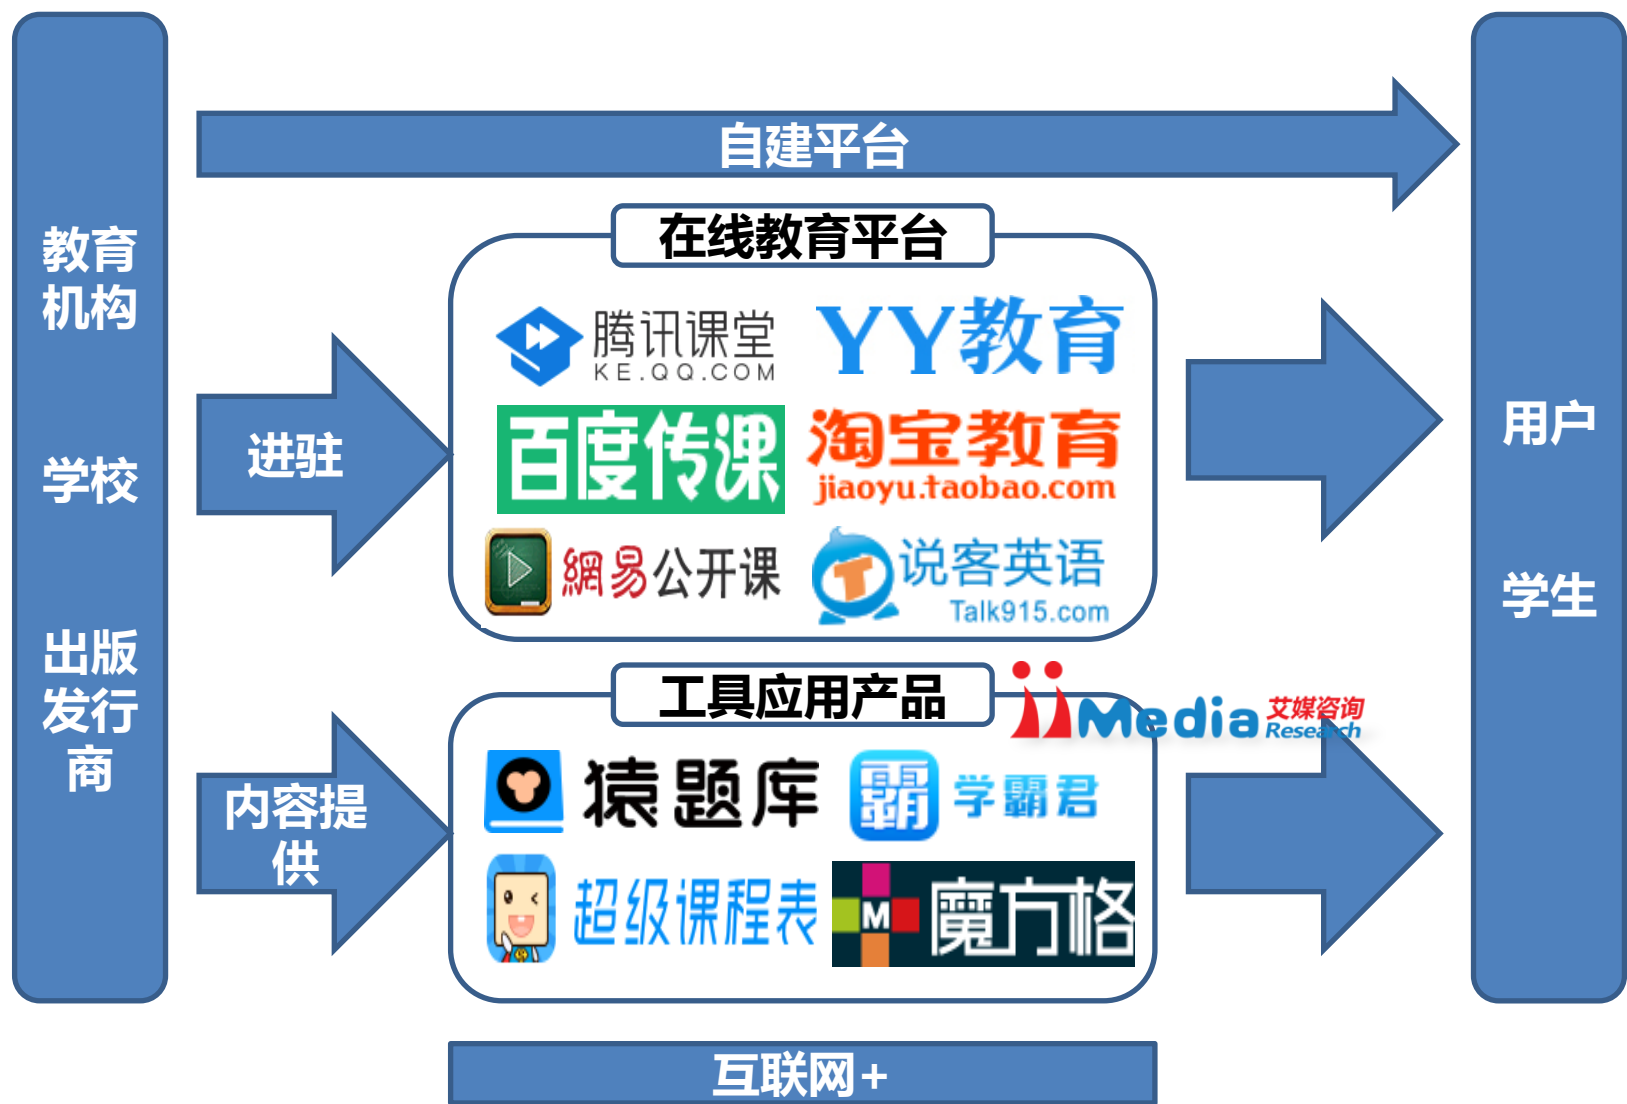 自建平台
教育
机构
学校
出版
发行
商
进驻
内容提
供
在线教育平台
腾讯课堂
KE.QQ.COM
YY教育
百度传课
淘宝教育
jiaoyu.taobao.com
網易公开课
说客英语
Talk915.com
工具应用产品
iiMedia 艾媒咨询
Research
猿题库
霸
学霸君
超级课程表
M
魔方格
用户
学生
互联网+